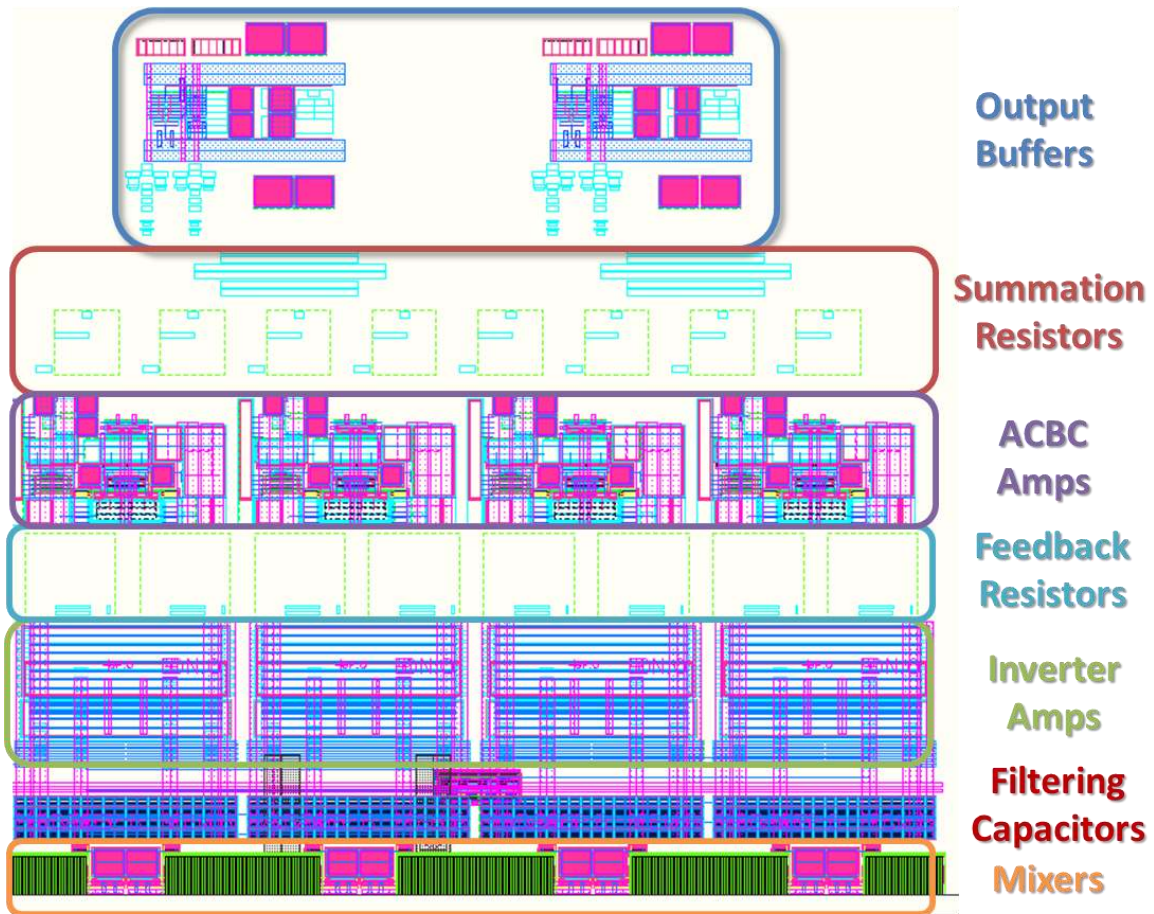 Output
Buffers
Summation
Resistors
ACBC
Amps
Feedback
Resistors
Inverter
Amps
Filtering
Capacitors
Mixers